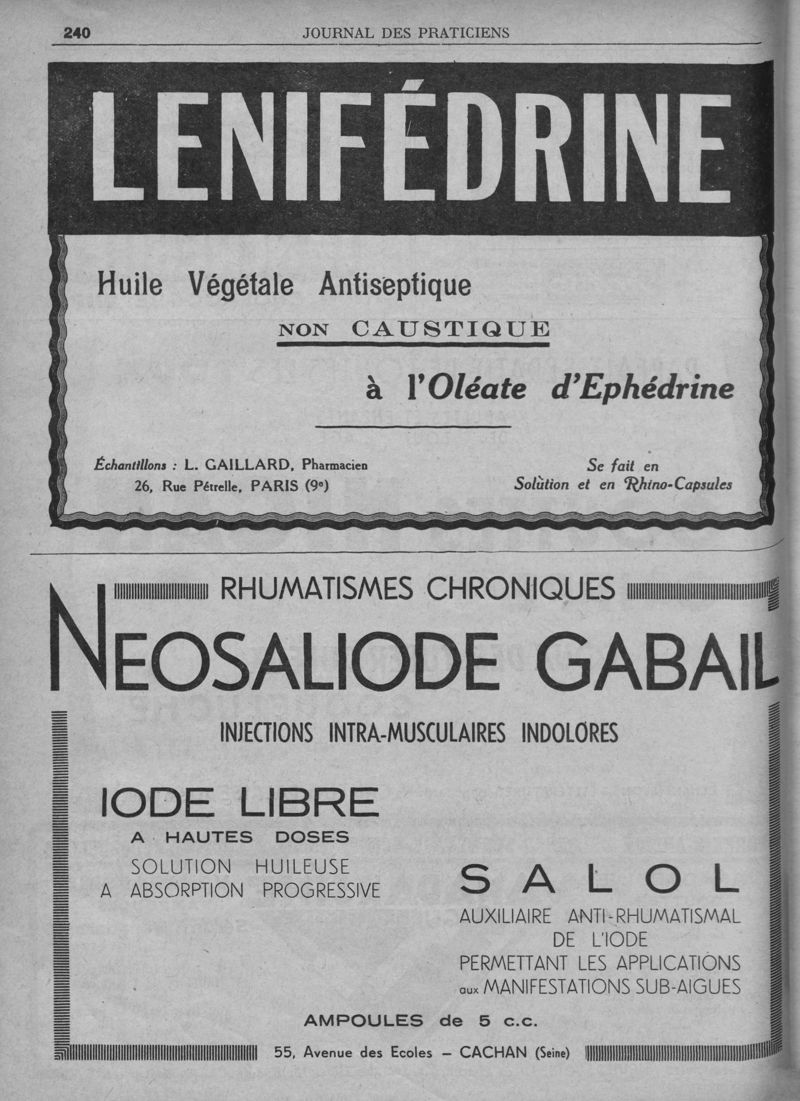 240
JOURNAL DES PRATICIENS
LENIFÉDRINE
Huile Végétale Antiseptique
NON CAUSTIQUE
à l'Oléate d'Ephédrine
Échantillons : L. GAILLARD, Pharmacien
26, Rue Pétrelle, PARIS (9e)
Se fait en
Solution et en Rhino-Capsules
RHUMATISMES CHRONIQUES
NEOSALIODE GABAIL
INJECTIONS INTRA-MUSCULAIRES INDOLORES
IODE LIBRE
A HAUTES DOSES
SOLUTION HUILEUSE
A ABSORPTION PROGRESSIVE
SALOL
AUXILIAIRE ANTI-RHUMATISMAL
DE L'IODE
PERMETTANT LES APPLICATIONS
aux MANIFESTATIONS SUB-AIGUES
AMPOULES de 5 c.c.
55, Avenue des Ecoles – CACHAN (Seine)